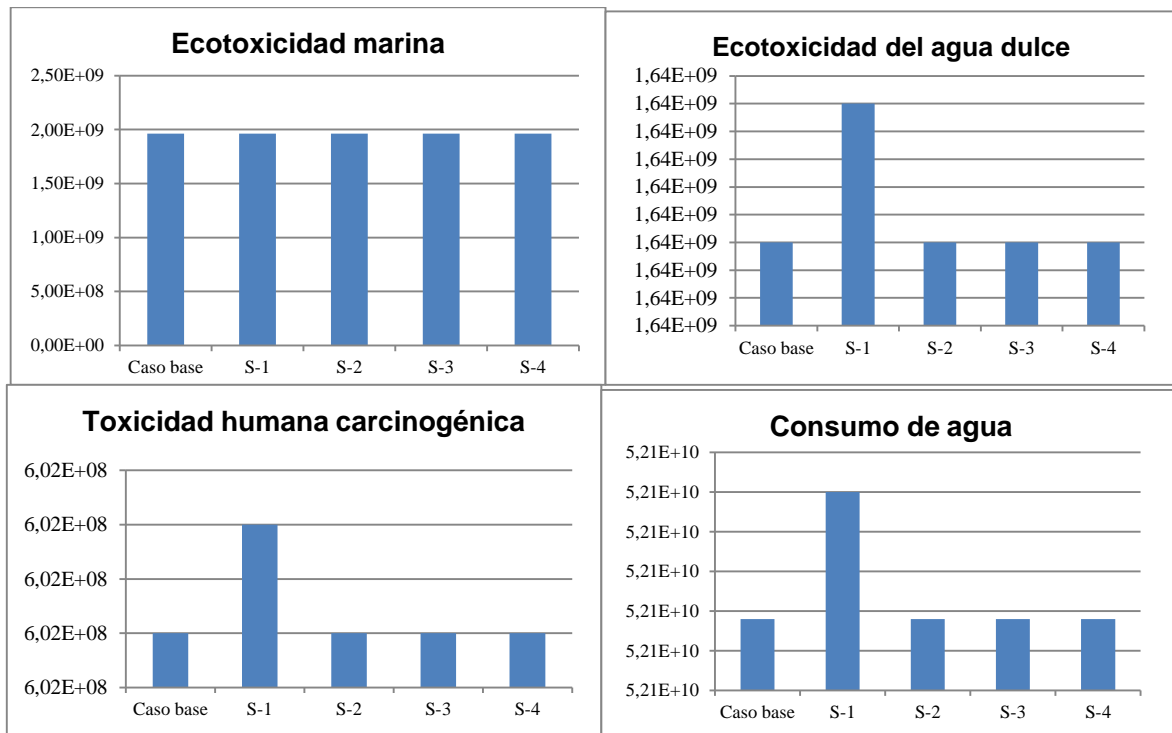 Ecotoxicidad marina
2,50E+09
2,00E+09
1,50E+09
1,00E+09
5,00E+08
0,00E+00
Caso base S-1 S-2 S-3 S-4
Ecotoxicidad del agua dulce
1,64E+09
1,64E+09
1,64E+09
1,64E+09
1,64E+09
1,64E+09
1,64E+09
1,64E+09
1,64E+09
1,64E+09
Caso base S-1 S-2 S-3 S-4
Toxicidad humana carcinogénica
6,02E+08
6,02E+08
6,02E+08
6,02E+08
6,02E+08
Caso base S-1 S-2 S-3 S-4
Consumo de agua
5,21E+10
5,21E+10
5,21E+10
5,21E+10
5,21E+10
5,21E+10
5,21E+10
Caso base S-1 S-2 S-3 S-4